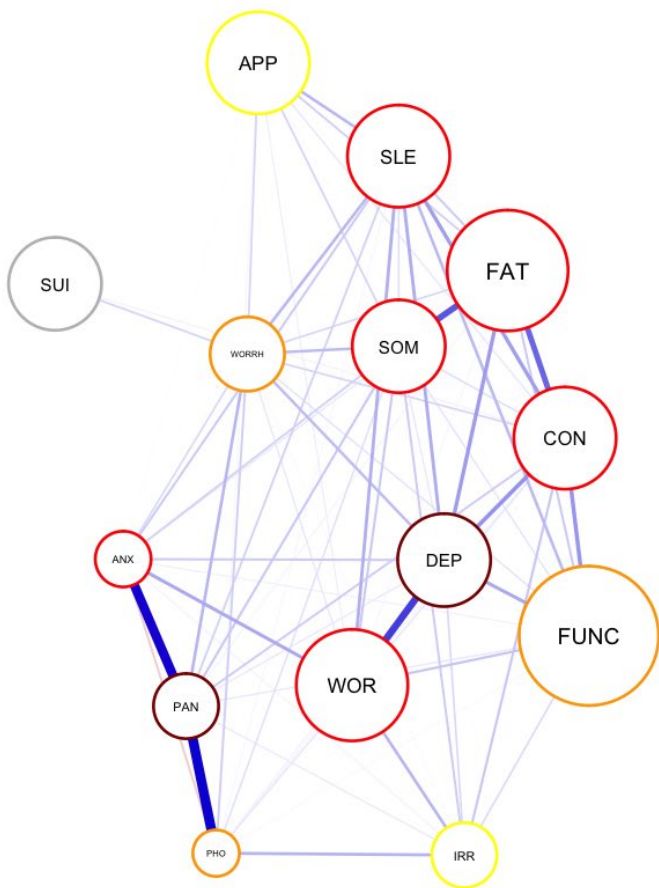 APP
SLE
FAT
SUI
SOM
WORRH
CON
ANX
DEP
FUNC
WOR
PAN
PHO
IRR